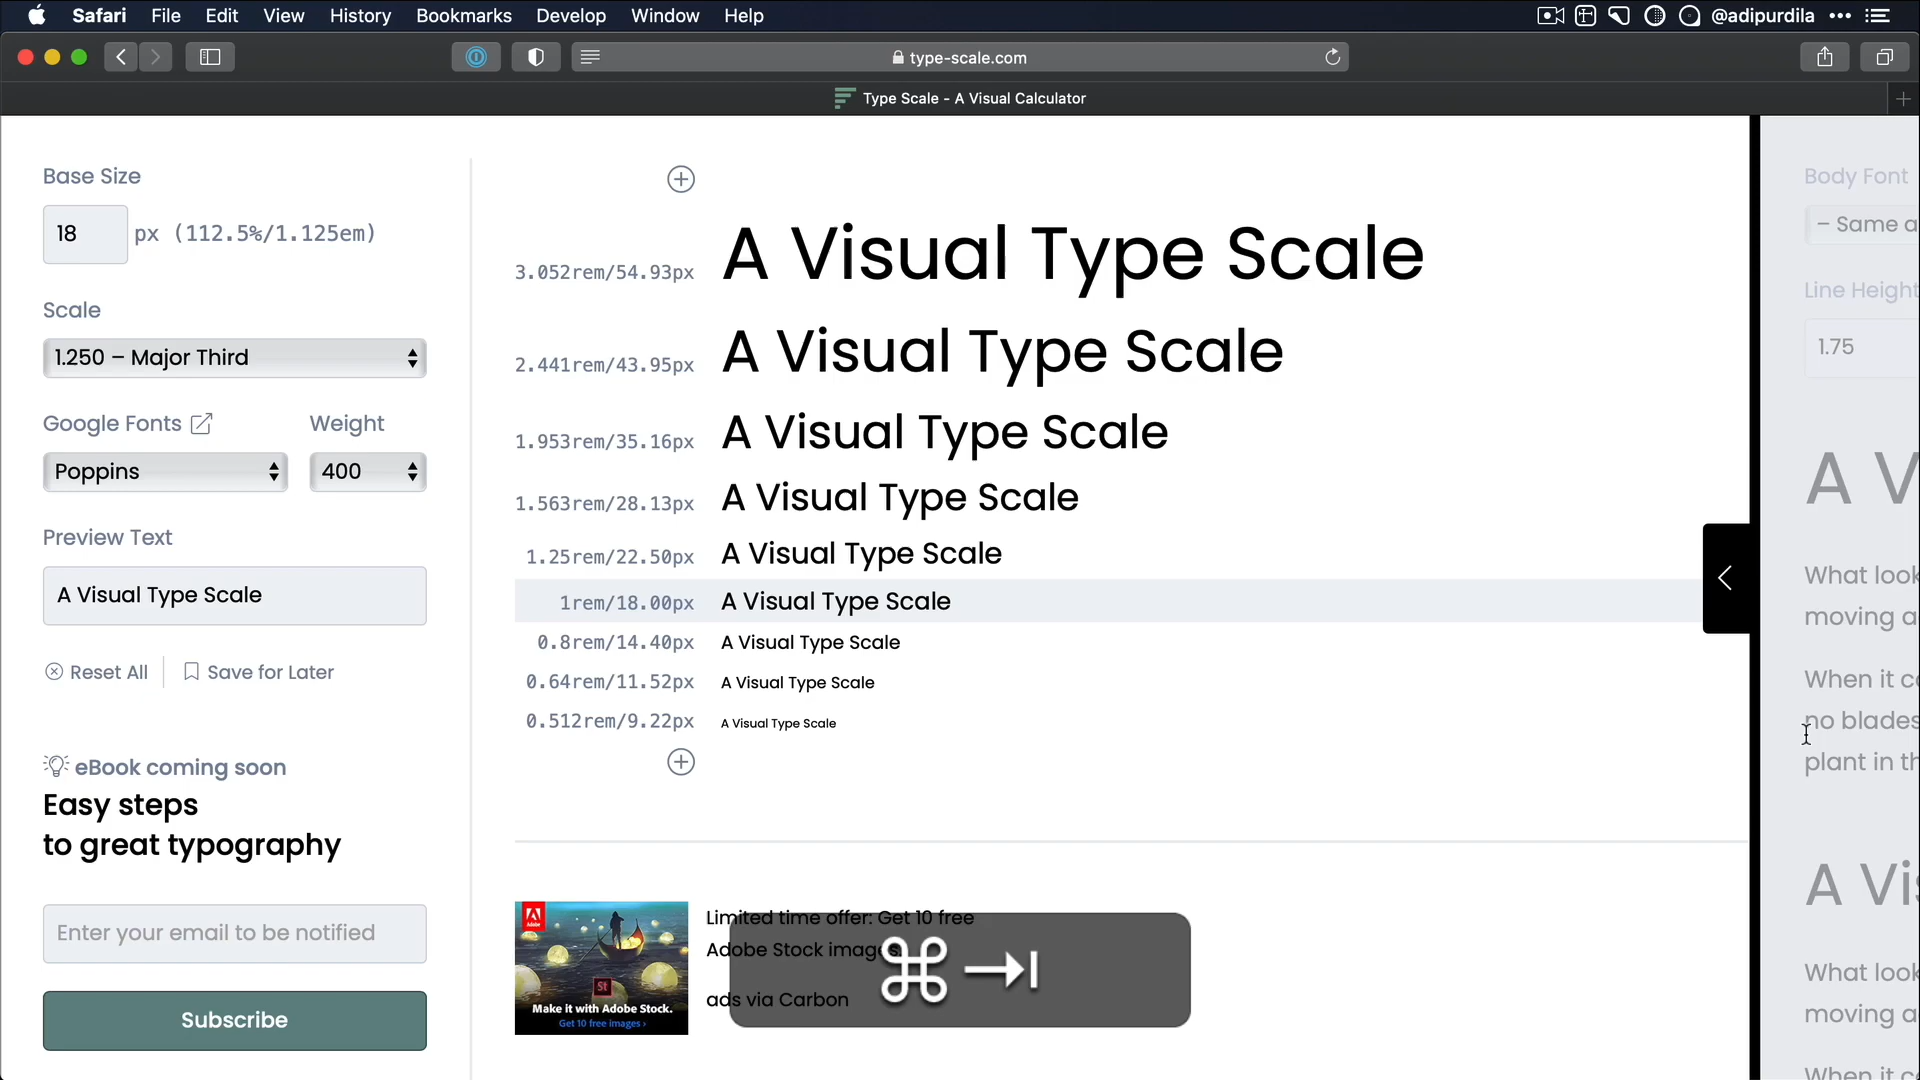 Safari File Edit View History Bookmarks Develop Window Help @adipurdila
type-scale.com
Type Scale - A Visual Calculator
Base Size
18 px (112.5%/1.125em)
Scale
1.250 – Major Third
Google Fonts Weight
Poppins 400
Preview Text
A Visual Type Scale
Reset All Save for Later
eBook coming soon
Easy steps
to great typography
Enter your email to be notified
Subscribe
3.052rem/54.93px A Visual Type Scale
2.441rem/43.95px A Visual Type Scale
1.953rem/35.16px A Visual Type Scale
1.563rem/28.13px A Visual Type Scale
1.25rem/22.50px A Visual Type Scale
1rem/18.00px A Visual Type Scale
0.8rem/14.40px A Visual Type Scale
0.64rem/11.52px A Visual Type Scale
0.512rem/9.22px A Visual Type Scale
St
Make it with Adobe Stock.
Get 10 free images ›
Limited time offer: Get 10 free
Adobe Stock images.
ads via Carbon
⌘⇥
Body Font
– Same a
Line Height
1.75
A V
What look
moving a
When it co
no blades
plant in th
A Vis
What look
moving a
When it co